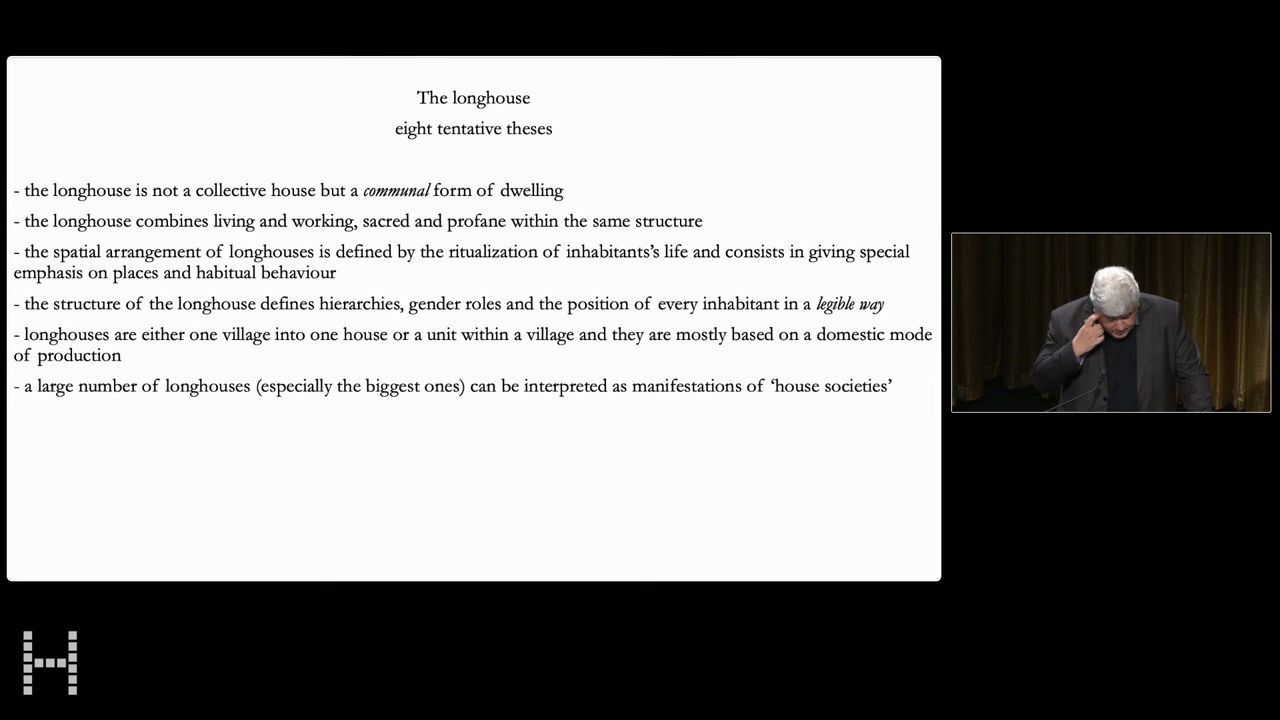 The longhouse
eight tentative theses
- the longhouse is not a collective house but a communal form of dwelling
- the longhouse combines living and working, sacred and profane within the same structure
- the spatial arrangement of longhouses is defined by the ritualization of inhabitants's life and consists in giving special
emphasis on places and habitual behaviour
- the structure of the longhouse defines hierarchies, gender roles and the position of every inhabitant in a legible way
- longhouses are either one village into one house or a unit within a village and they are mostly based on a domestic mode
of production
- a large number of longhouses (especially the biggest ones) can be interpreted as manifestations of ‘house societies’
H